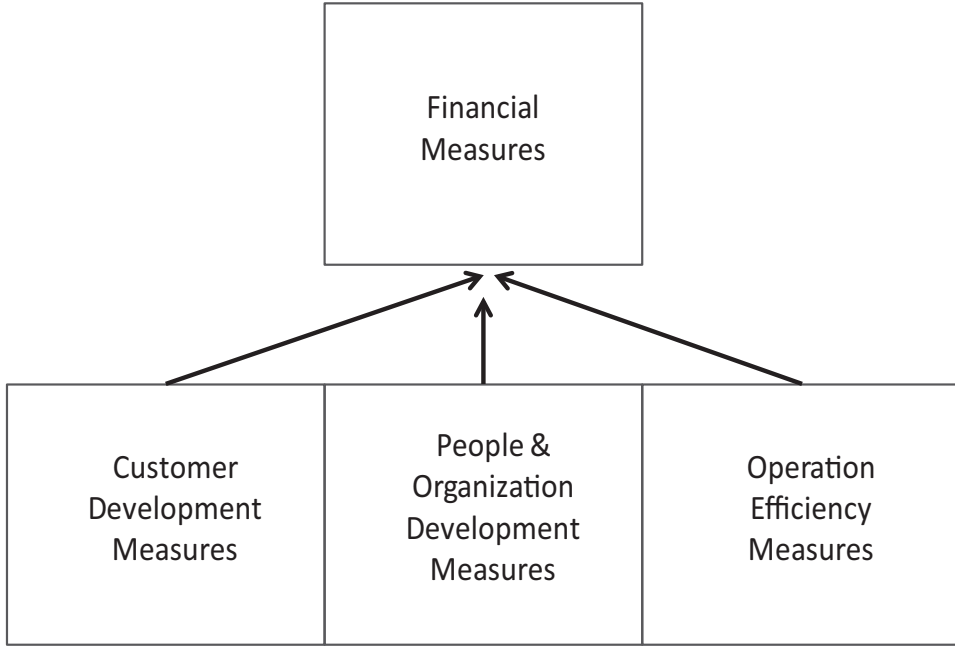 Financial
Measures
Customer
Development
Measures
People &
Organization
Development
Measures
Operation
Efficiency
Measures